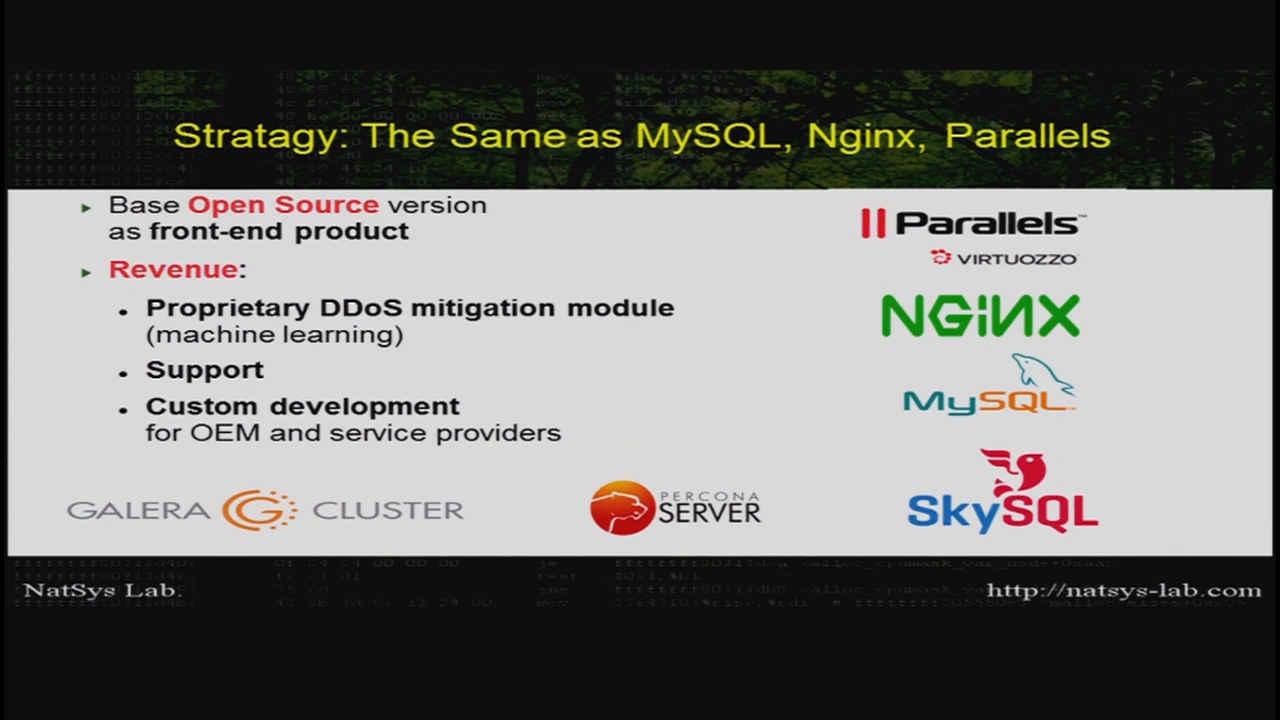 Stratagy: The Same as MySQL, Nginx, Parallels
Base Open Source version
as front-end product
Revenue:
Proprietary DDoS mitigation module
(machine learning)
Support
Custom development
for OEM and service providers
Parallels™
VIRTUOZZO
NGINX
MySQL™
SkySQL
GALERA CLUSTER
PERCONA
SERVER
NatSys Lab.
http://natsys-lab.com